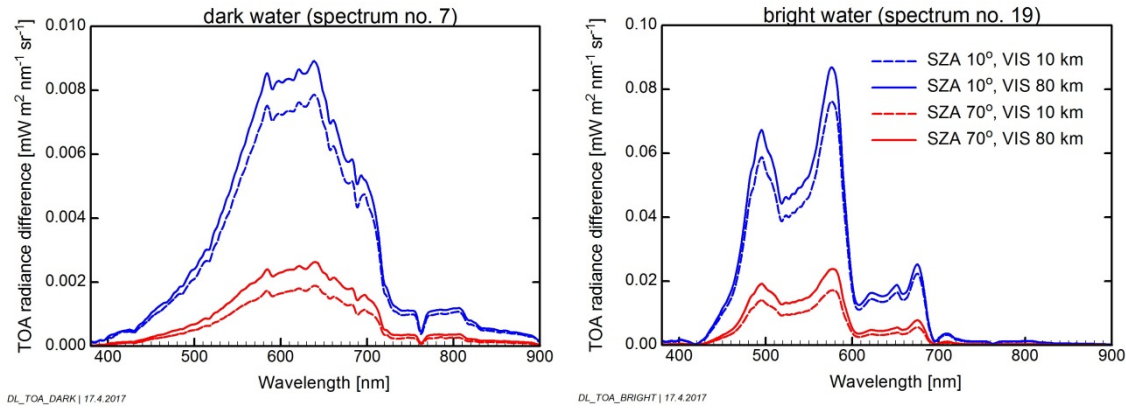 dark water (spectrum no. 7)
TOA radiance difference [mW m² nm⁻¹ sr⁻¹]
0.010
0.008
0.006
0.004
0.002
0.000
400 500 600 700 800 900
Wavelength [nm]
DL_TOA_DARK | 17.4.2017
bright water (spectrum no. 19)
TOA radiance difference [mW m² nm⁻¹ sr⁻¹]
0.10
0.08
0.06
0.04
0.02
0.00
SZA 10°, VIS 10 km
SZA 10°, VIS 80 km
SZA 70°, VIS 10 km
SZA 70°, VIS 80 km
400 500 600 700 800 900
Wavelength [nm]
DL_TOA_BRIGHT | 17.4.2017